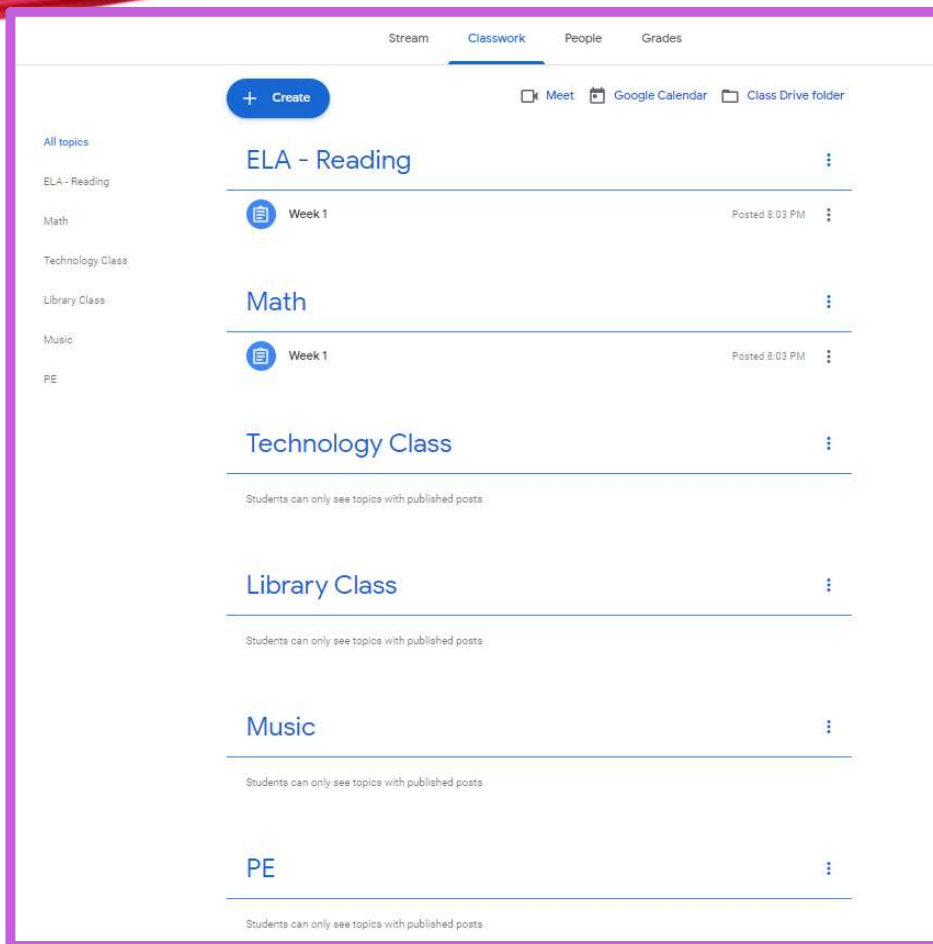 Stream Classwork People Grades
+ Create Meet Google Calendar Class Drive folder
All topics
ELA - Reading
Math
Technology Class
Library Class
Music
PE
ELA - Reading
Week 1 Posted 8:03 PM
Math
Week 1 Posted 8:03 PM
Technology Class
Students can only see topics with published posts
Library Class
Students can only see topics with published posts
Music
Students can only see topics with published posts
PE
Students can only see topics with published posts